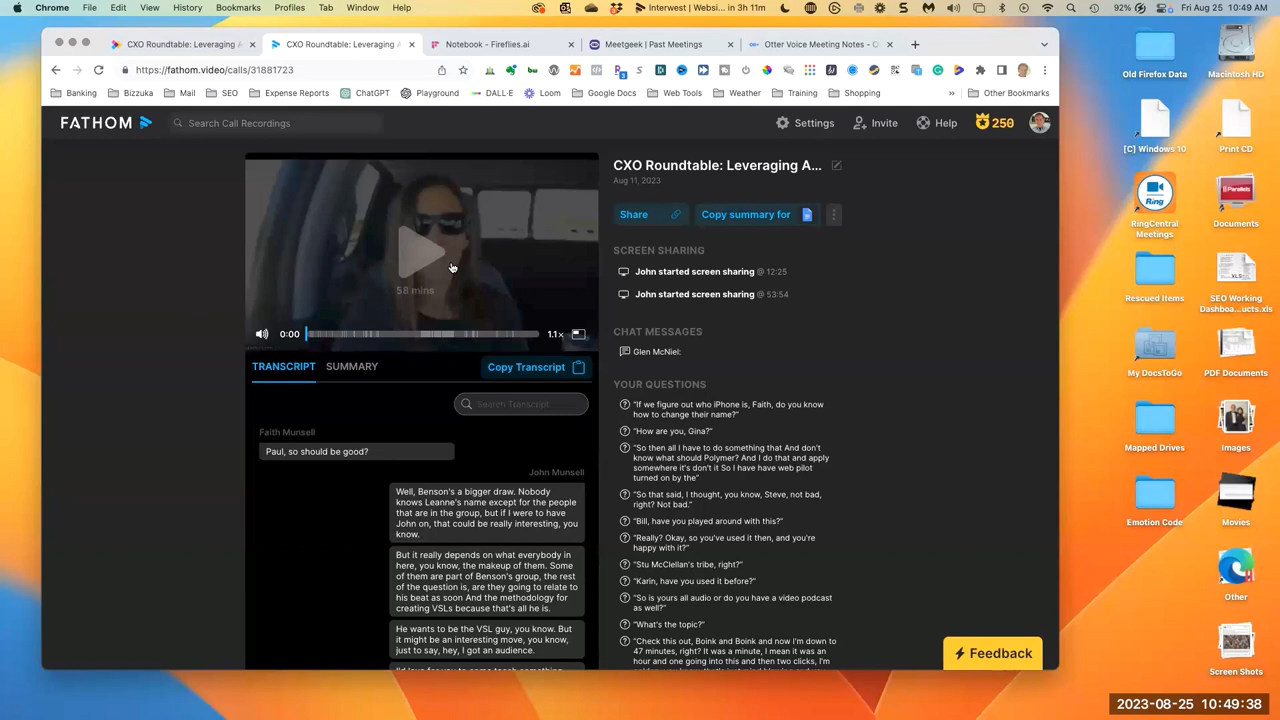 Chrome File Edit View History Bookmarks Profiles Tab Window Help
Interwest | Websi... in 3h 11m
92%
Fri Aug 25 10:49 AM
CXO Roundtable: Leveraging A
CXO Roundtable: Leveraging A
Notebook - Fireflies.ai
Meetgeek | Past Meetings
Otter Voice Meeting Notes - O
https://fathom.video/calls/31881723
Banking Bizzuka Mail SEO Expense Reports ChatGPT Playground DALL·E Loom Google Docs Web Tools Weather Training Shopping » Other Bookmarks
FATHOM
Search Call Recordings
Settings Invite Help 250
58 mins
0:00
1.1×
CXO Roundtable: Leveraging A...
Aug 11, 2023
Share
Copy summary for
SCREEN SHARING
John started screen sharing @ 12:25
John started screen sharing @ 53:54
CHAT MESSAGES
Glen McNiel:
YOUR QUESTIONS
"If we figure out who iPhone is, Faith, do you know
how to change their name?"
"How are you, Gina?"
"So then all I have to do something that And don't
know what should Polymer? And I do that and apply
somewhere it's don't it So I have have web pilot
turned on by the"
"So that said, I thought, you know, Steve, not bad,
right? Not bad."
"Bill, have you played around with this?"
"Really? Okay, so you've used it then, and you're
happy with it?"
"Stu McClellan's tribe, right?"
"Karin, have you used it before?"
"So is yours all audio or do you have a video podcast
as well?"
"What's the topic?"
"Check this out, Boink and Boink and now I'm down to
47 minutes, right? It was a minute, I mean it was an
hour and one going into this and then two clicks, I'm
TRANSCRIPT SUMMARY
Copy Transcript
Search Transcript
Faith Munsell
Paul, so should be good?
John Munsell
Well, Benson's a bigger draw. Nobody
knows Leane's name except for the people
that are in the group, but if I were to have
John on, that could be really interesting, you
know.
But it really depends on what everybody in
here, you know, the makeup of them. Some
of them are part of Benson's group, the rest
of the question is, are they going to relate to
his beat as soon And the methodology for
creating VSLs because that's all he is.
He wants to be the VSL guy, you know. But
it might be an interesting move, you know,
just to say, hey, I got an audience.
Feedback
Old Firefox Data
Macintosh HD
[C] Windows 10
Print CD
Ring
RingCentral
Meetings
Parallels
Documents
Rescued Items
XLS
SEO Working
Dashboa...ucts.xls
My DocsToGo
PDF Documents
Mapped Drives
Images
Emotion Code
Movies
Other
Screen Shots
2023-08-25 10:49:38